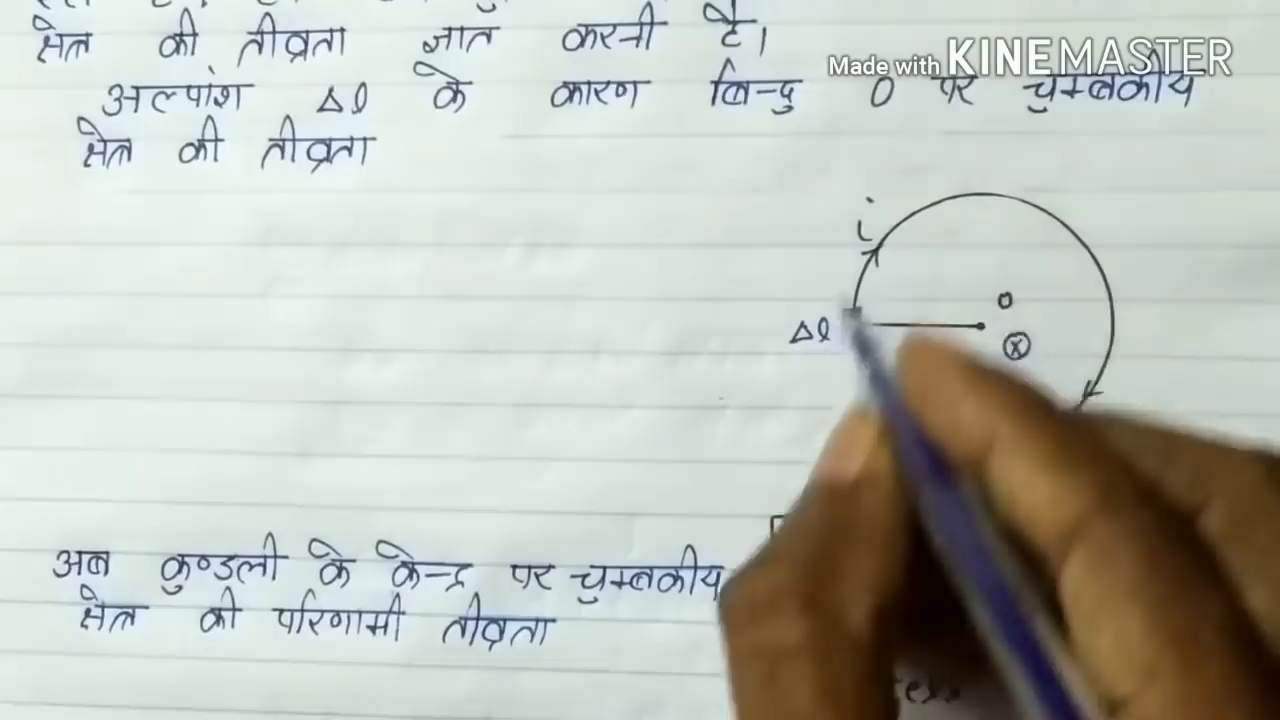 क्षेत्र की तीव्रता ज्ञात करनी है।
Made with KINEMASTER
अल्पांश Δl के कारण बिन्दु O पर चुम्बकीय
क्षेत्र की तीव्रता
i
O
Δl
अब कुण्डली के केन्द्र पर चुम्बकीय
क्षेत्र की परिणामी तीव्रता